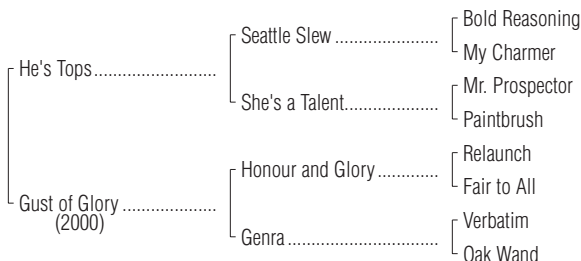 Bold Reasoning
Seattle Slew ......................
My Charmer
He's Tops..........................
Mr. Prospector
She's a Talent....................
Paintbrush
Relaunch
Honour and Glory .............
Fair to All
Gust of Glory ....................
(2000)
Verbatim
Genra ................................
Oak Wand